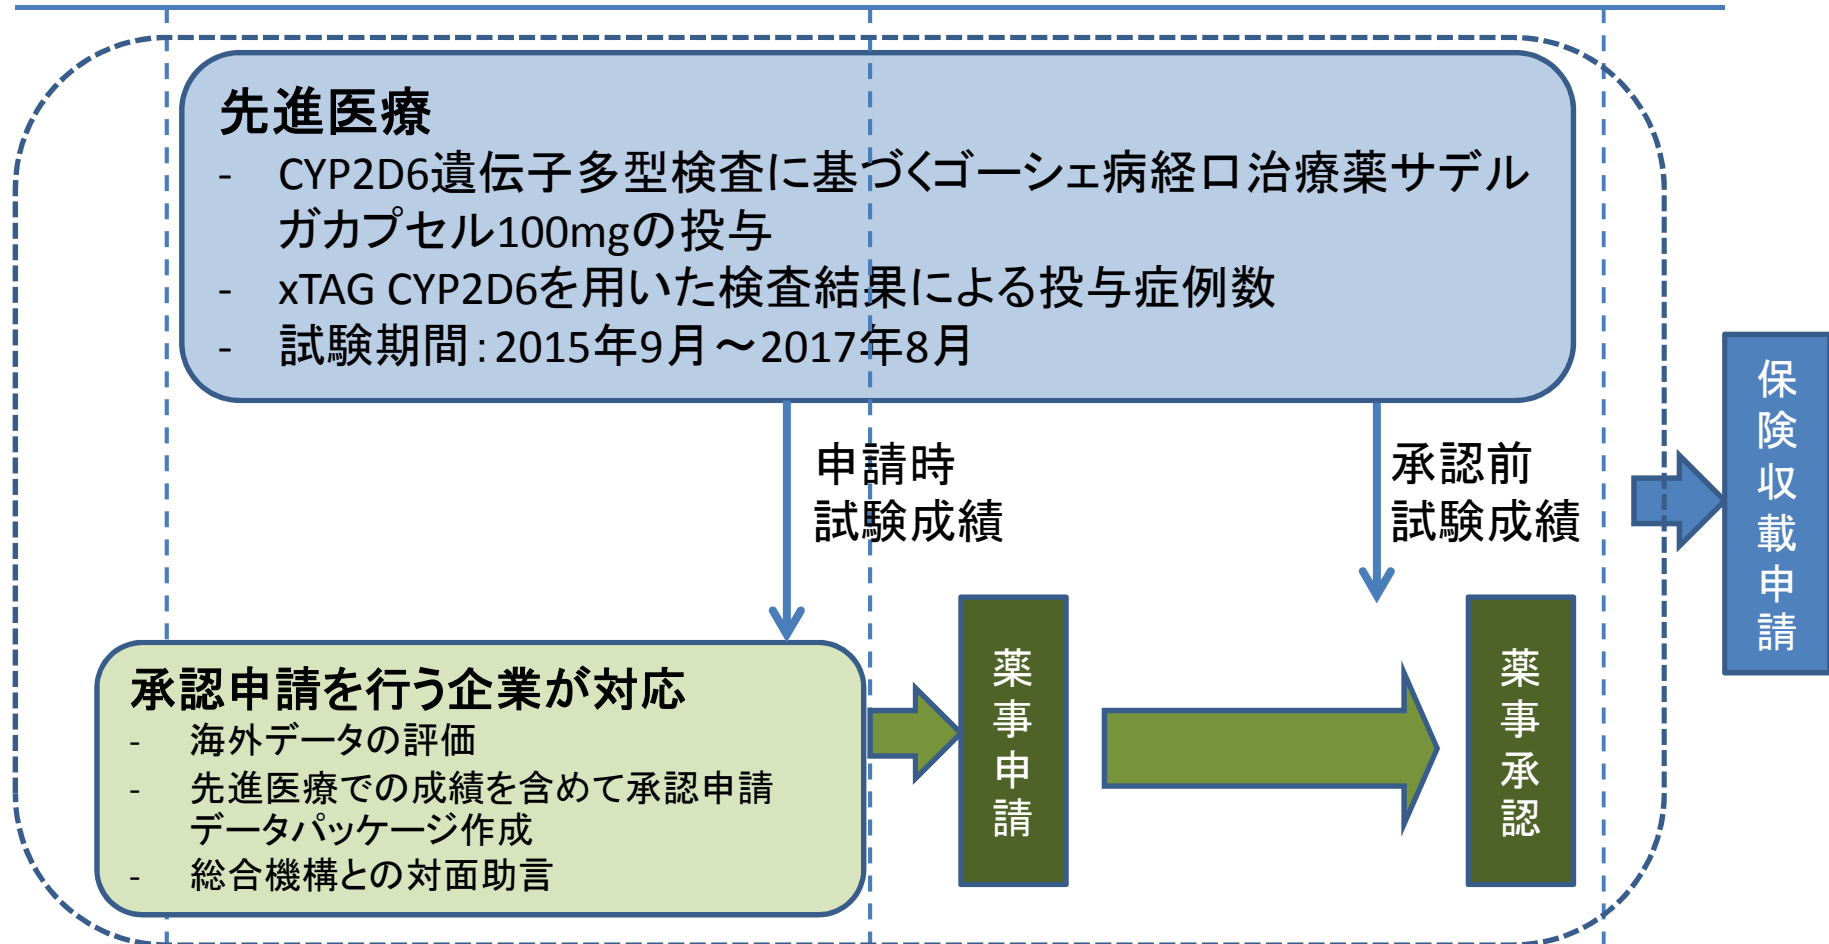 先進医療
- CYP2D6遺伝子多型検査に基づくゴーシェ病経口治療薬サデル
ガカプセル100mgの投与
- xTAG CYP2D6を用いた検査結果による投与症例数
- 試験期間：2015年9月～2017年8月
申請時
試験成績
承認前
試験成績
保険収載申請
承認申請を行う企業が対応
- 海外データの評価
- 先進医療での成績を含めて承認申請
データパッケージ作成
- 総合機構との対面助言
薬事申請
薬事承認